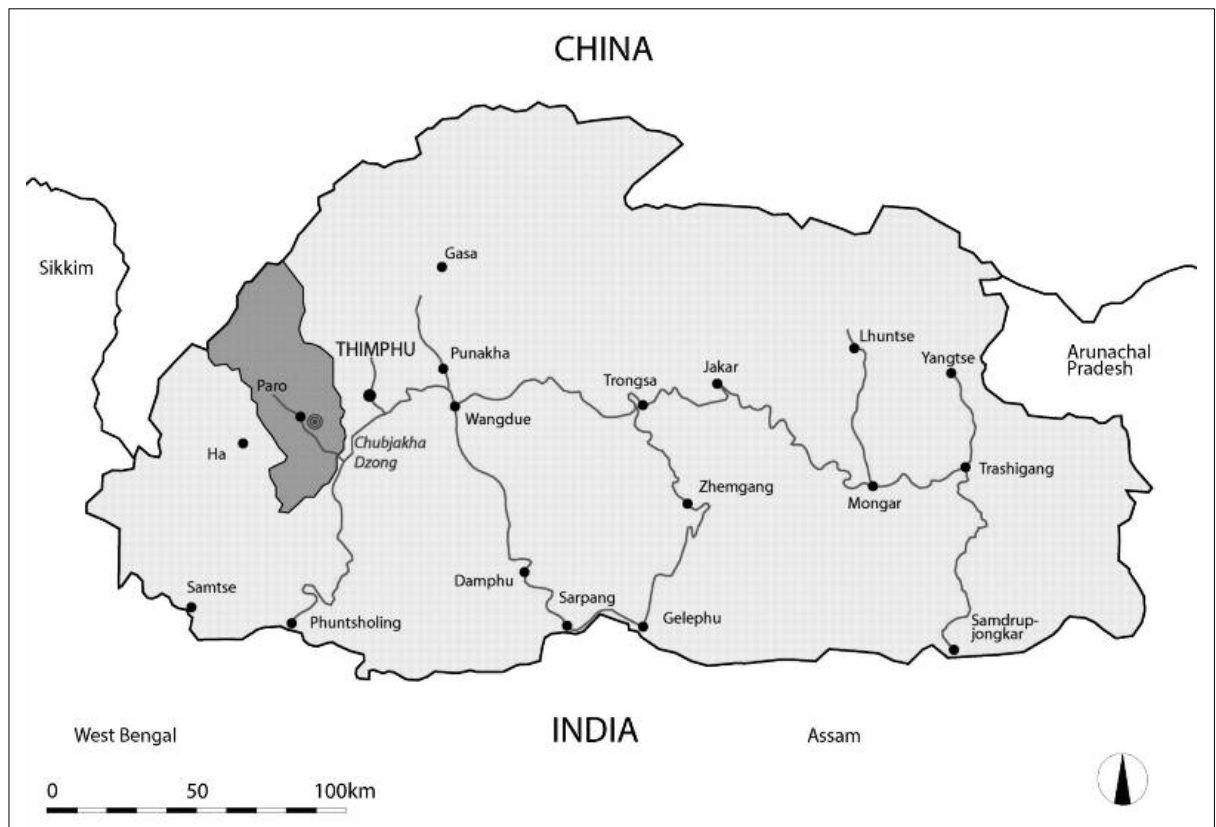 CHINA
Sikkim
Gasa
THIMPHU
Punakha
Lhuntse
Yangtse
Arunachal
Pradesh
Paro
Trongsa
Jakar
Wangdue
Ha
Chubjakha
Dzong
Trashigang
Zhemgang
Mongar
Samtse
Damphu
Sarpang
Phuntsholing
Gelephu
Samdrup-
jongkar
West Bengal
INDIA
Assam
0 50 100km